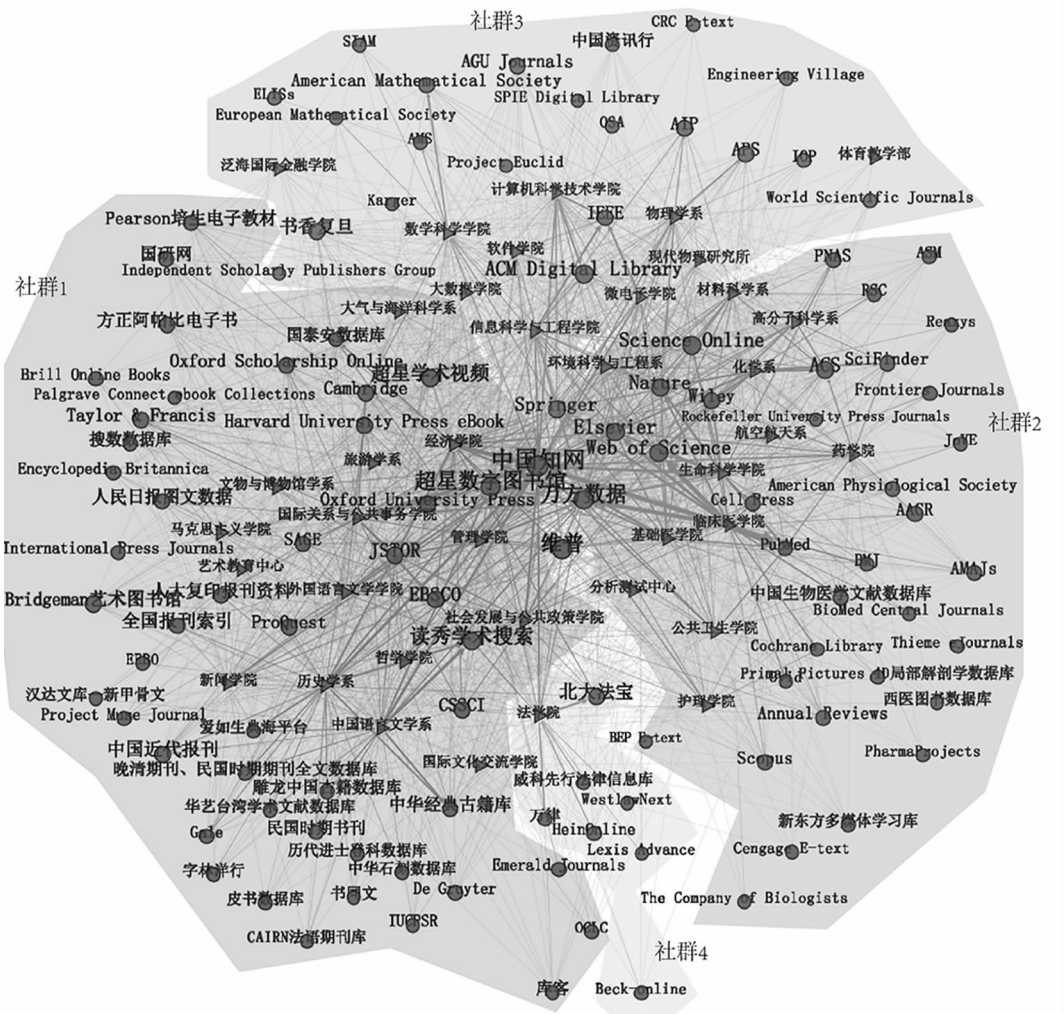 社群3
CRC E-text
SIAM
中国资讯行
AGU Journals
Engineering Village
American Mathematical Society
SPIE Digital Library
European Mathematical Society
OSA
AIP
AMS
APS
IOP
体育教学部
泛海国际金融学院
Project Euclid
计算机科学技术学院
World Scientific Journals
Karger
IEEE
物理学系
Pearson培生电子教材
书香复旦
数学科学学院
软件学院
现代物理研究所
PNAS
ASM
国研网
Independent Scholarly Publishers Group
ACM Digital Library
社群1
大数据学院
微电子学院
材料科学系
RSC
大气与海洋科学系
方正阿帕比电子书
国泰安数据库
信息科学与工程学院
高分子科学系
Science Online
Oxford Scholarship Online
环境科学与工程系
化学系
ACS
SciFinder
Brill Online Books
超星学术视频
Palgrave Connect ebook Collections
Cambridge
Nature
Wiley
Frontiers Journals
Springer
Taylor & Francis
Harvard University Press eBook
Rockefeller University Press Journals
社群2
Elsevier
航空航天系
搜数数据库
经济学院
Web of Science
药学院
JoVE
中国知网
旅游学系
生命科学学院
Encyclopedia Britannica
超星数字图书馆
文物与博物馆学系
American Physiological Society
人民日报图文数据
Oxford University Press
万方数据
Cell Press
国际关系与公共事务学院
AACR
临床医学院
马克思主义学院
SAGE
管理学院
基础医学院
International Press Journals
JSTOR
维普
PubMed
艺术教育中心
BMJ
AMAJs
人大复印报刊资料
外国语言文学学院
分析测试中心
中国生物医学文献数据库
Bridgeman艺术图书馆
EBSCO
BioMed Central Journals
全国报刊索引
ProQuest
社会发展与公共政策学院
公共卫生学院
读秀学术搜索
Cochrane Library
Thieme eJournals
哲学学院
新闻学院
历史学系
Primal Pictures
4D局部解剖学数据库
汉达文库
新甲骨文
北大法宝
护理学院
西医图书数据库
Project Muse Journal
CSSCI
法学院
Annual Reviews
爱如生典海平台
中国语言文学系
BEP E-text
中国近代报刊
PharmaProjects
国际文化交流学院
Scopus
晚清期刊、民国时期期刊全文数据库
威科先行法律信息库
雕龙中国古籍数据库
华艺台湾学术文献数据库
中华经典古籍库
WestlawNext
万律
新东方多媒体学习库
Gale
民国时期书刊
HeinOnline
历代进士登科数据库
Lexis Advance
Cengage E-text
字林洋行
中华石刻数据库
Emerald Journals
皮书数据库
书同文
De Gruyter
The Company of Biologists
CAIRN法语期刊库
OCLC
社群4
库客
Beck-online